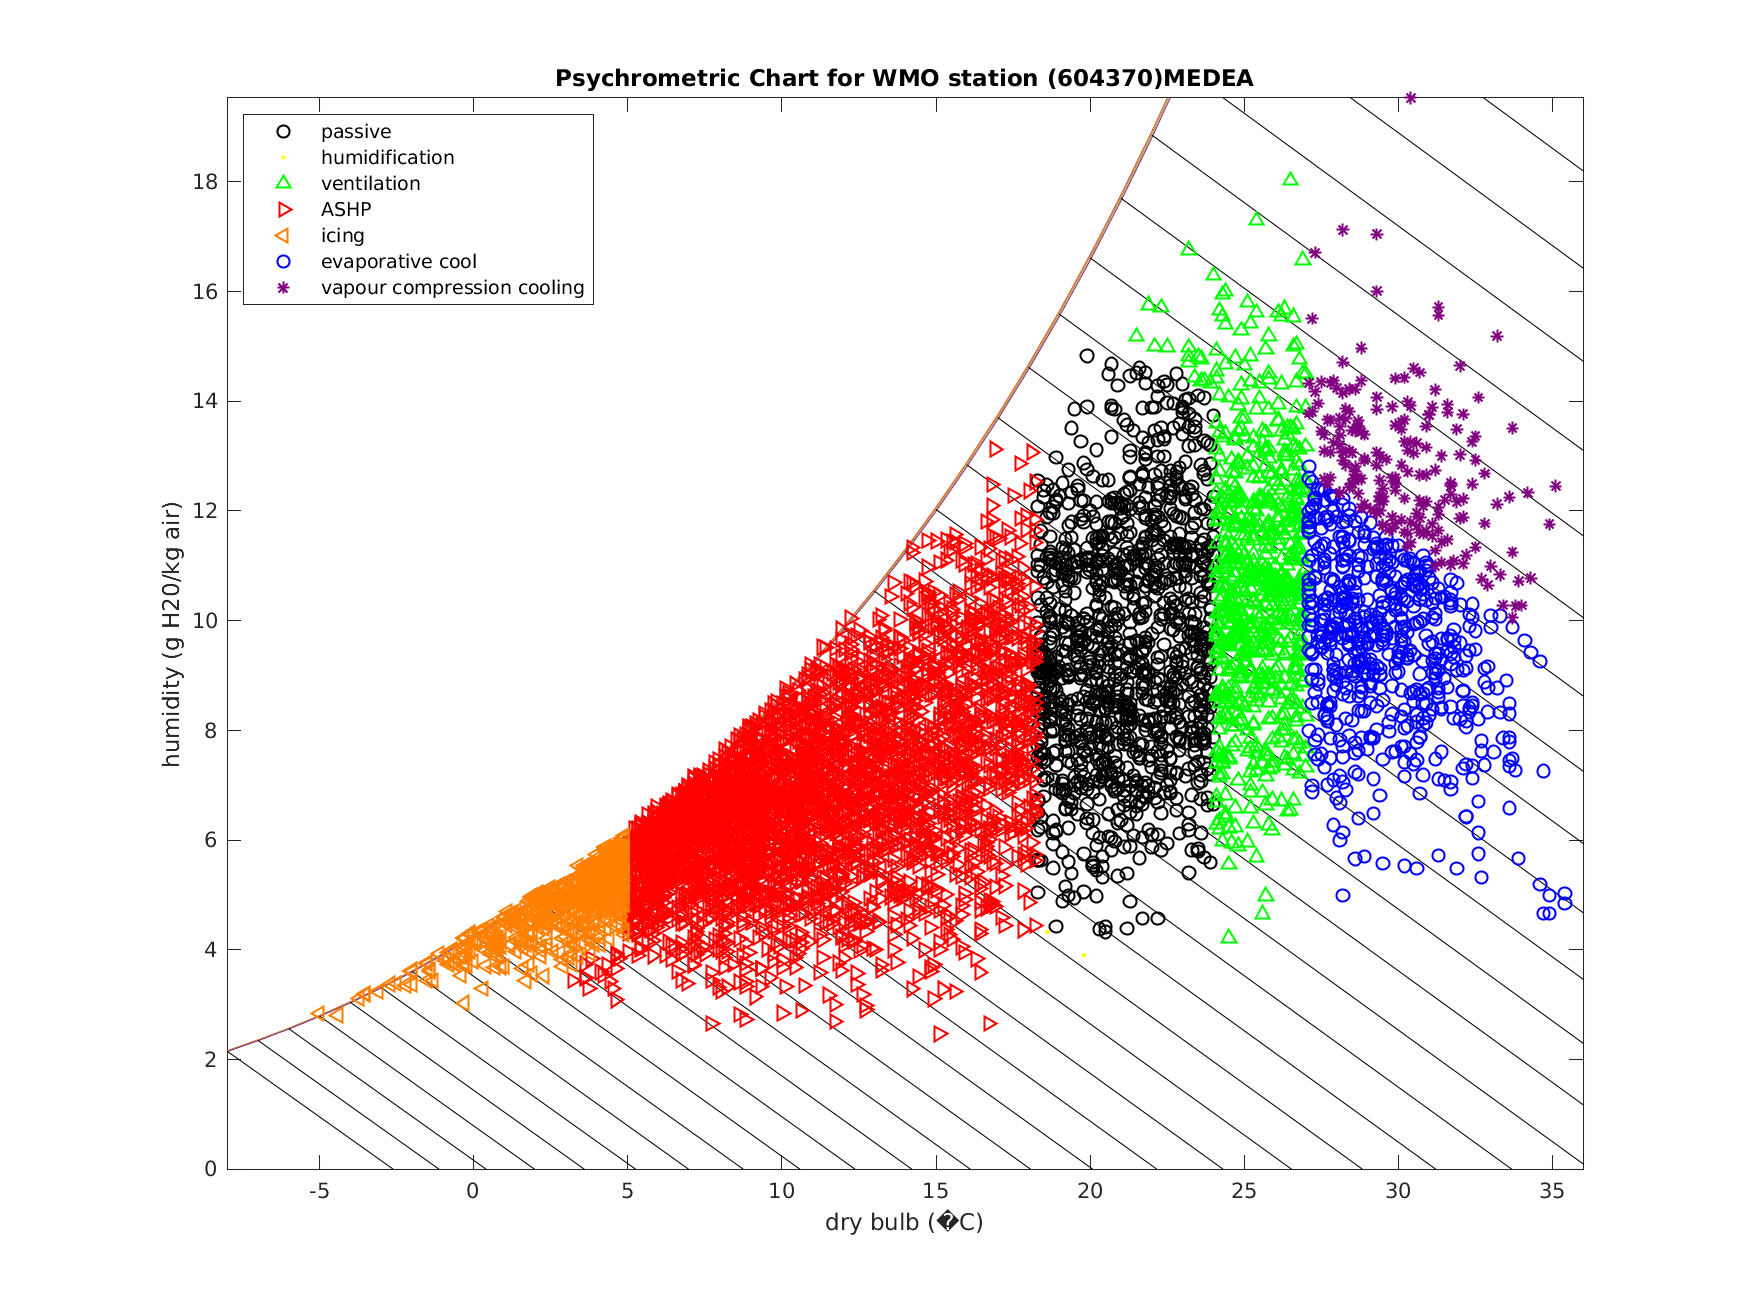 Psychrometric Chart for WMO station (604370)MEDEA
passive
humidification
ventilation
ASHP
icing
evaporative cool
vapour compression cooling
humidity (g H20/kg air)
18
16
14
12
10
8
6
4
2
0
-5 0 5 10 15 20 25 30 35
dry bulb (�C)